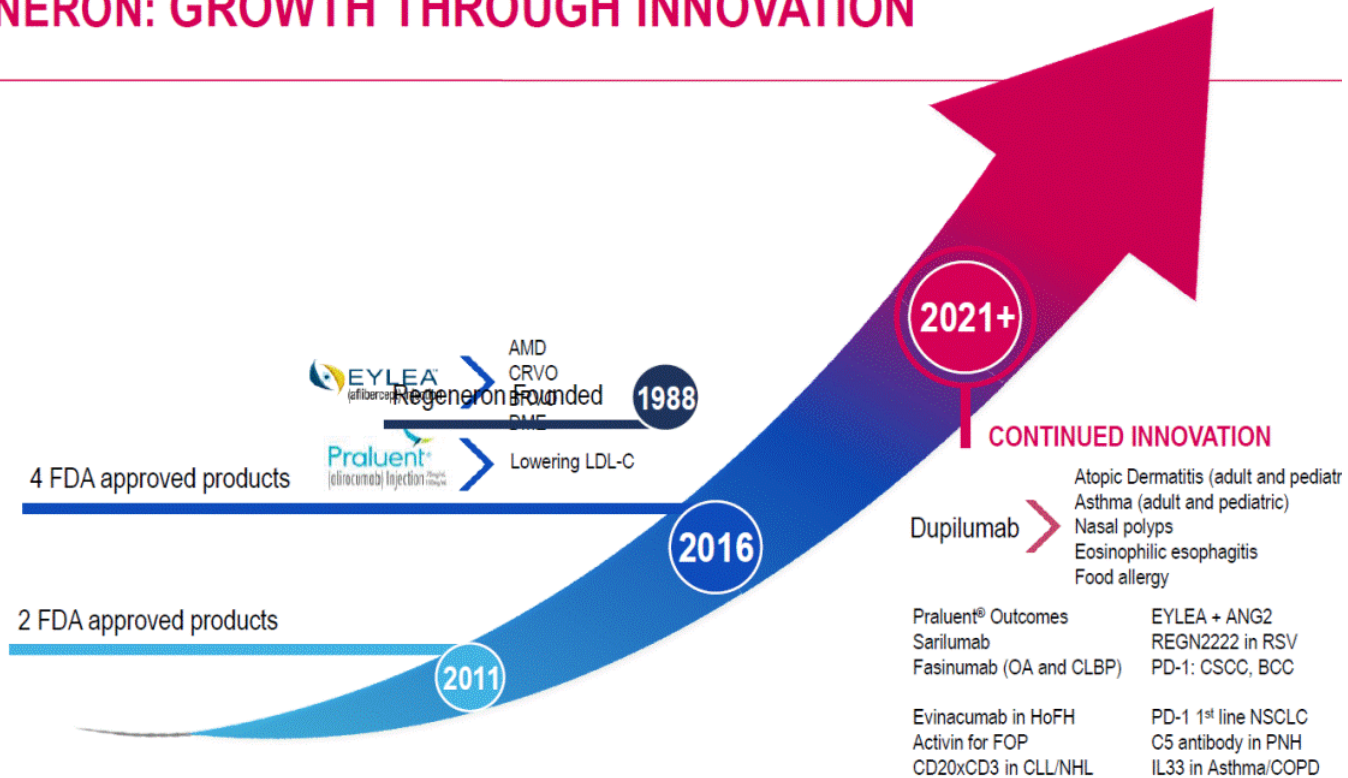 NERON: GROWTH THROUGH INNOVATION
EYLEA
AMD
CRVO
BRVO
DME
Regeneron Founded
1988
Praluent®
(alirocumab) Injection
Lowering LDL-C
4 FDA approved products
2016
2 FDA approved products
2011
2021+
CONTINUED INNOVATION
Dupilumab
Atopic Dermatitis (adult and pediatr
Asthma (adult and pediatric)
Nasal polyps
Eosinophilic esophagitis
Food allergy
Praluent® Outcomes
Sarilumab
Fasinumab (OA and CLBP)
EYLEA + ANG2
REGN2222 in RSV
PD-1: CSCC, BCC
Evinacumab in HoFH
Activin for FOP
CD20xCD3 in CLL/NHL
PD-1 1st line NSCLC
C5 antibody in PNH
IL33 in Asthma/COPD